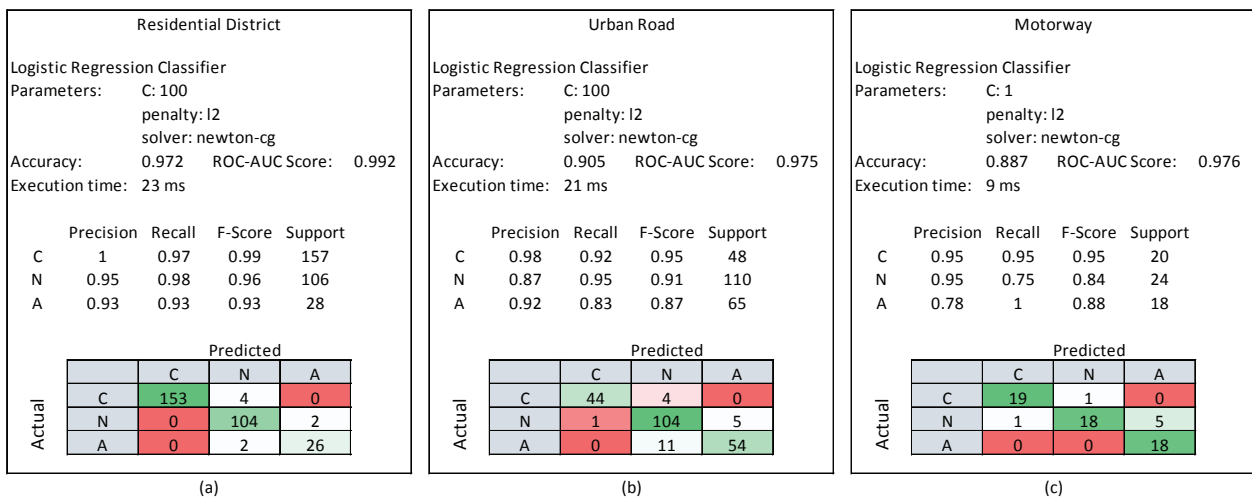 Residential District
Logistic Regression Classifier
Parameters: C: 100
penalty: l2
solver: newton-cg
Accuracy: 0.972 ROC-AUC Score: 0.992
Execution time: 23 ms
Precision Recall F-Score Support
C 1 0.97 0.99 157
N 0.95 0.98 0.96 106
A 0.93 0.93 0.93 28
Predicted
C N A
Actual
C 153 4 0
N 0 104 2
A 0 2 26
(a)
Urban Road
Logistic Regression Classifier
Parameters: C: 100
penalty: l2
solver: newton-cg
Accuracy: 0.905 ROC-AUC Score: 0.975
Execution time: 21 ms
Precision Recall F-Score Support
C 0.98 0.92 0.95 48
N 0.87 0.95 0.91 110
A 0.92 0.83 0.87 65
Predicted
C N A
Actual
C 44 4 0
N 1 104 5
A 0 11 54
(b)
Motorway
Logistic Regression Classifier
Parameters: C: 1
penalty: l2
solver: newton-cg
Accuracy: 0.887 ROC-AUC Score: 0.976
Execution time: 9 ms
Precision Recall F-Score Support
C 0.95 0.95 0.95 20
N 0.95 0.75 0.84 24
A 0.78 1 0.88 18
Predicted
C N A
Actual
C 19 1 0
N 1 18 5
A 0 0 18
(c)